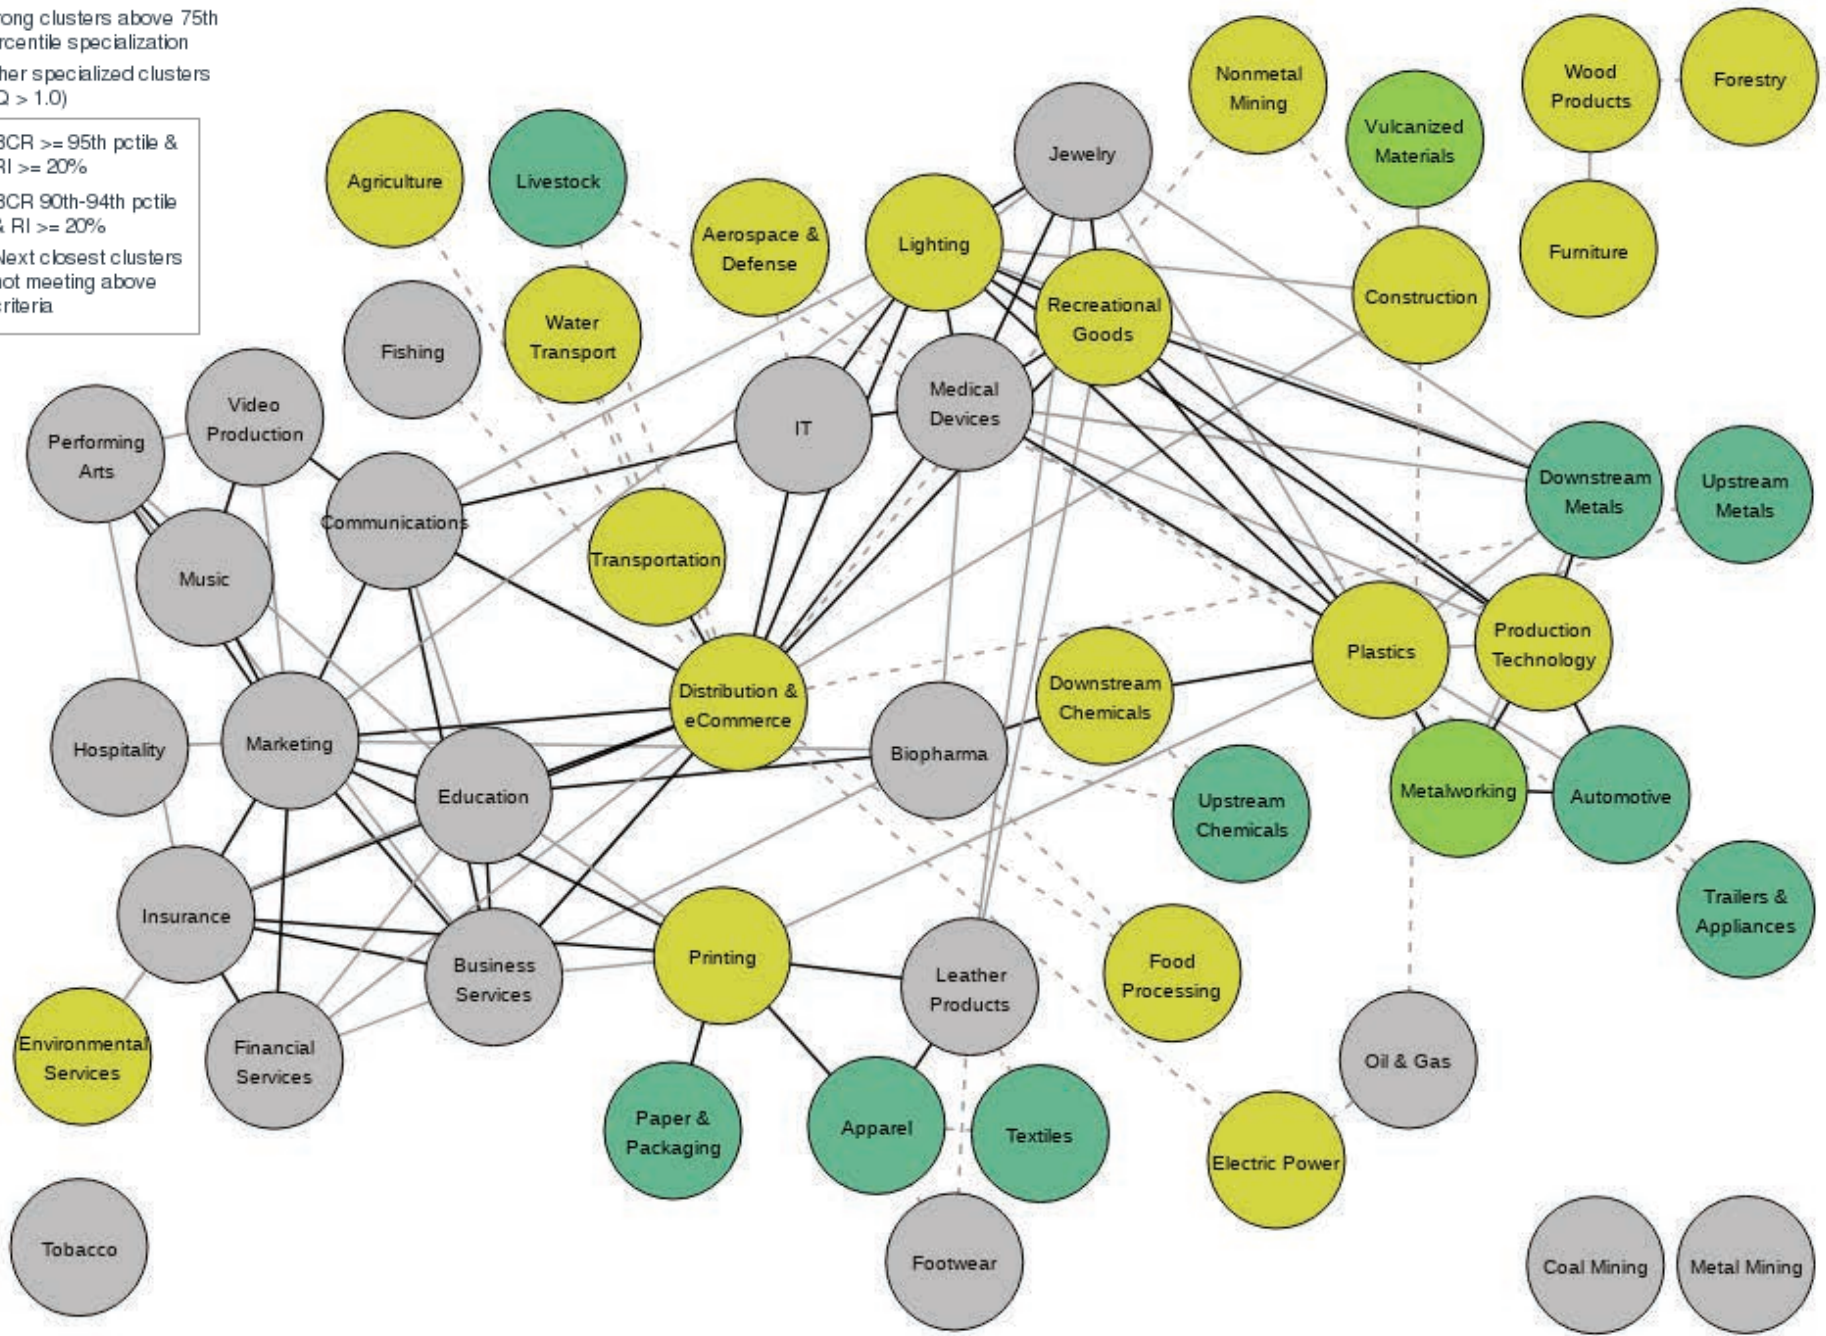 rong clusters above 75th
rcentile specialization
her specialized clusters
Q > 1.0)
BCR >= 95th pctile &
RI >= 20%
BCR 90th-94th pctile
& RI >= 20%
Next closest clusters
not meeting above
criteria
Nonmetal
Mining
Wood
Products
Forestry
Vulcanized
Materials
Jewelry
Agriculture
Livestock
Aerospace &
Defense
Lighting
Furniture
Construction
Recreational
Goods
Water
Transport
Fishing
Medical
Devices
IT
Video
Production
Performing
Arts
Downstream
Metals
Upstream
Metals
Communications
Transportation
Music
Plastics
Production
Technology
Distribution &
eCommerce
Downstream
Chemicals
Hospitality
Marketing
Biopharma
Education
Upstream
Chemicals
Metalworking
Automotive
Trailers &
Appliances
Insurance
Business
Services
Printing
Leather
Products
Food
Processing
Environmental
Services
Financial
Services
Oil & Gas
Paper &
Packaging
Apparel
Textiles
Electric Power
Tobacco
Footwear
Coal Mining
Metal Mining